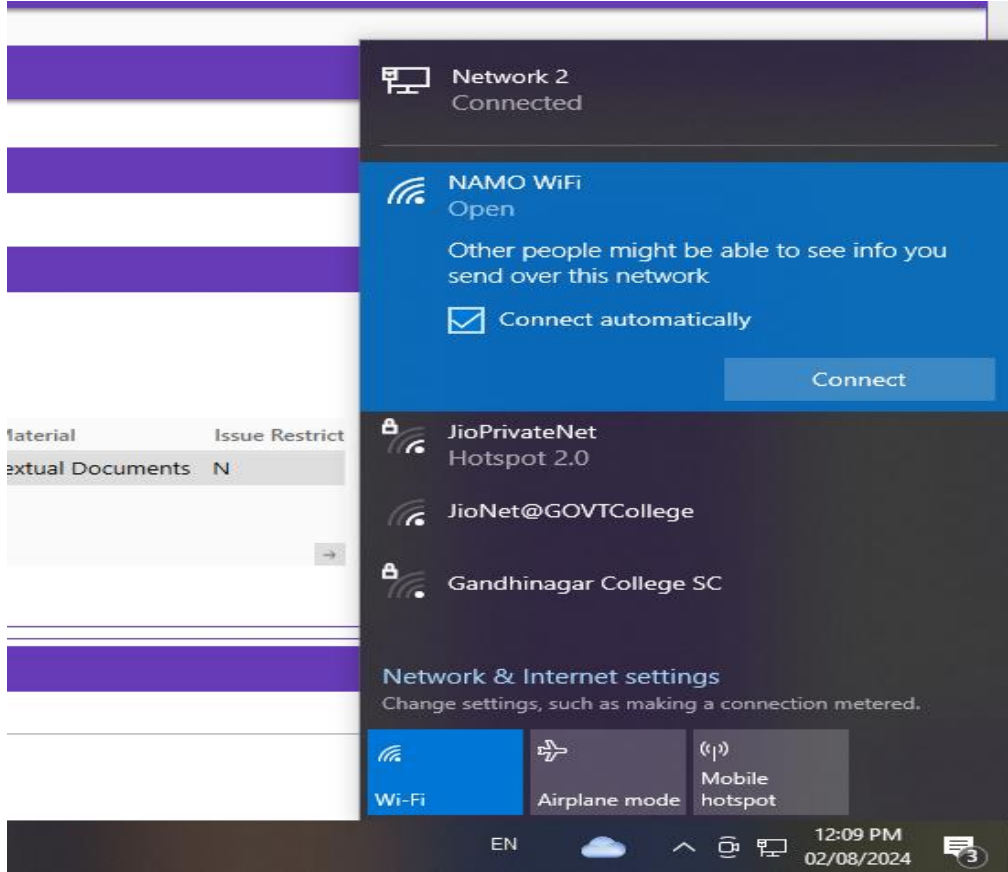 Network 2
Connected
NAMO WiFi
Open
Other people might be able to see info you
send over this network
Connect automatically
Connect
Material Issue Restrict
extual Documents N
JioPrivateNet
Hotspot 2.0
JioNet@GOVTCollege
Gandhinagar College SC
Network & Internet settings
Change settings, such as making a connection metered.
Wi-Fi
Airplane mode
Mobile
hotspot
EN
12:09 PM
02/08/2024
3